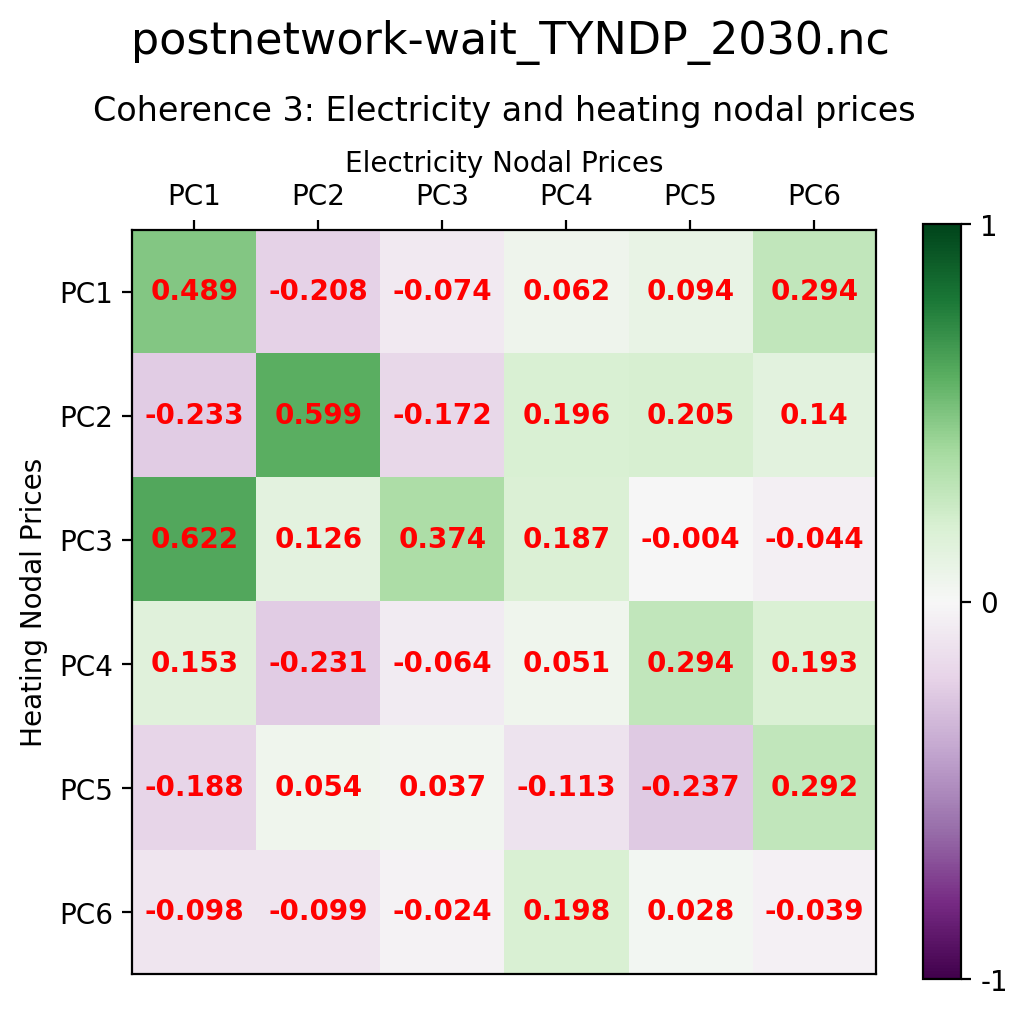 postnetwork-wait_TYNDP_2030.nc
Coherence 3: Electricity and heating nodal prices
Electricity Nodal Prices
PC1 PC2 PC3 PC4 PC5 PC6
1
PC1 0.489 -0.208 -0.074 0.062 0.094 0.294
PC2 -0.233 0.599 -0.172 0.196 0.205 0.14
PC3 0.622 0.126 0.374 0.187 -0.004 -0.044
0
Heating Nodal Prices
PC4 0.153 -0.231 -0.064 0.051 0.294 0.193
PC5 -0.188 0.054 0.037 -0.113 -0.237 0.292
PC6 -0.098 -0.099 -0.024 0.198 0.028 -0.039
-1